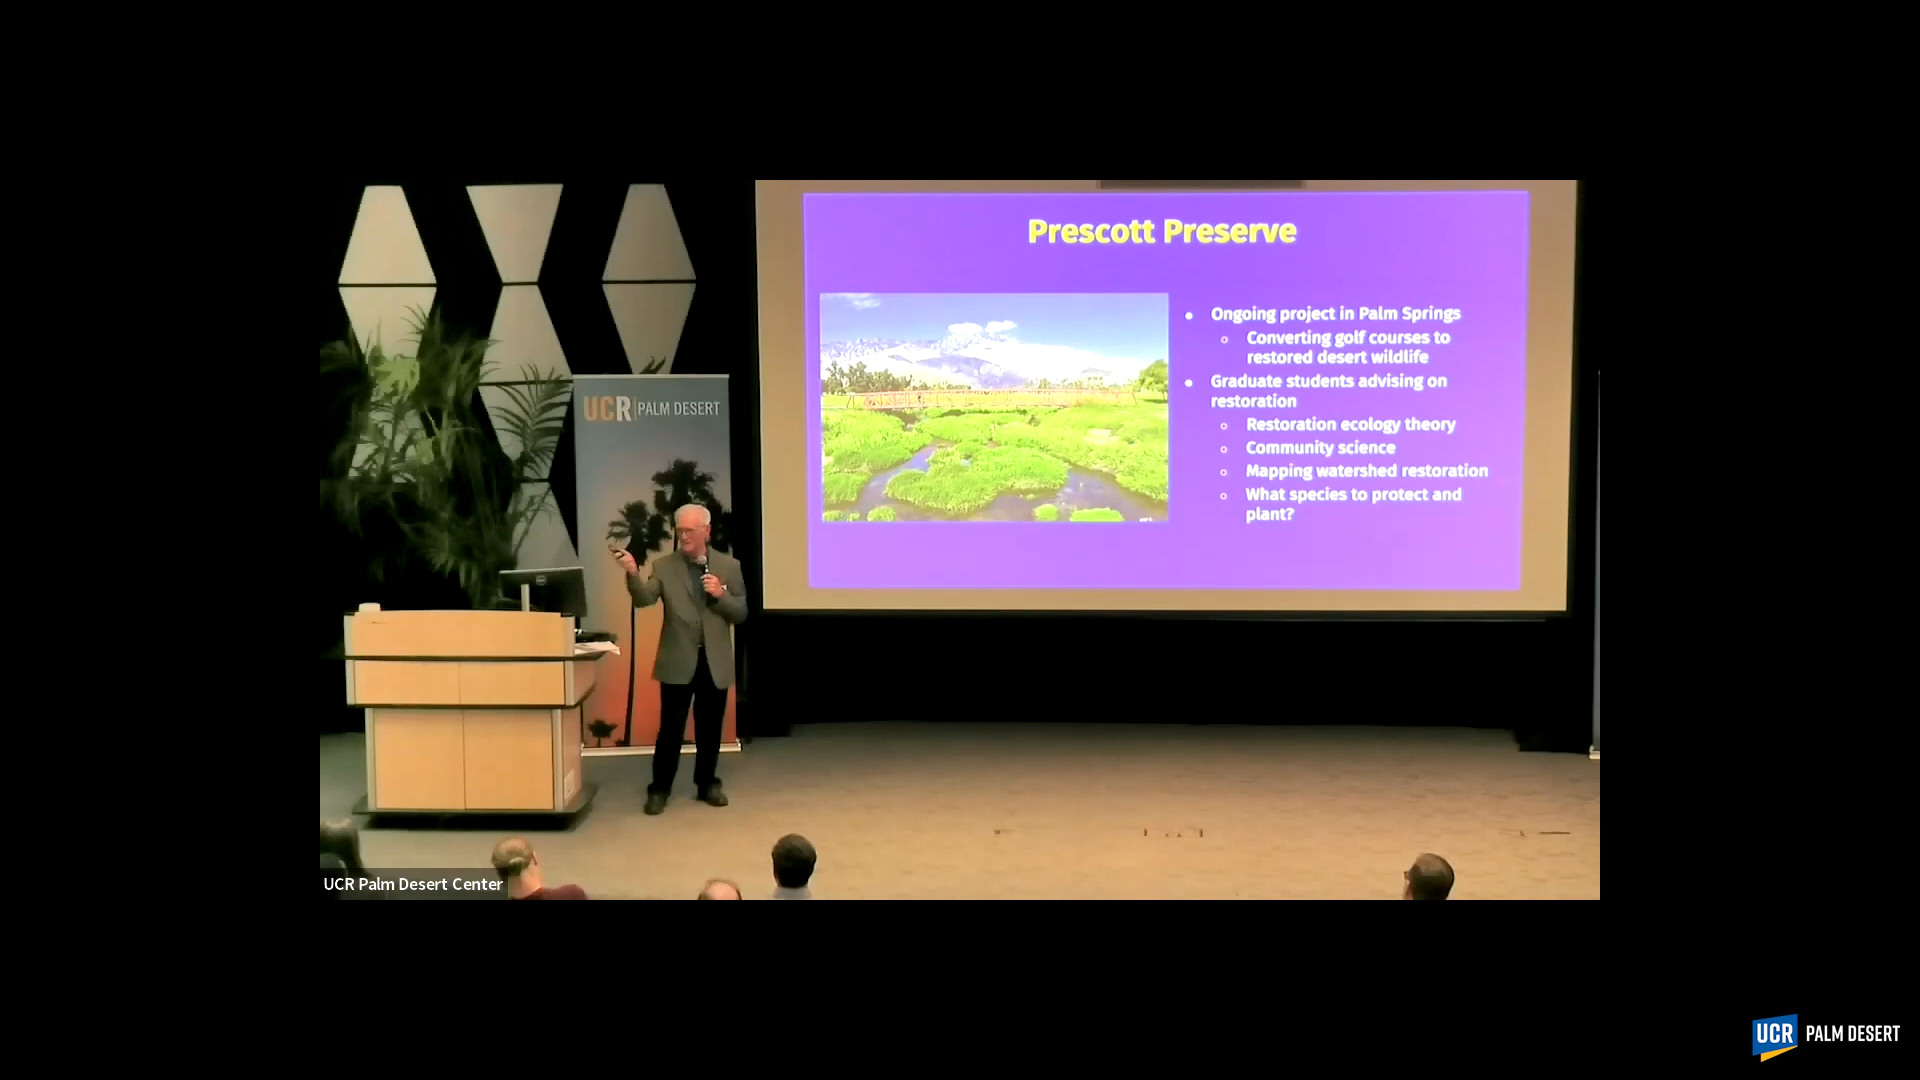 Prescott Preserve
Ongoing project in Palm Springs
Converting golf courses to
restored desert wildlife
Graduate students advising on
restoration
Restoration ecology theory
Community science
Mapping watershed restoration
What species to protect and
plant?
UCR PALM DESERT
UCR Palm Desert Center
UCR PALM DESERT